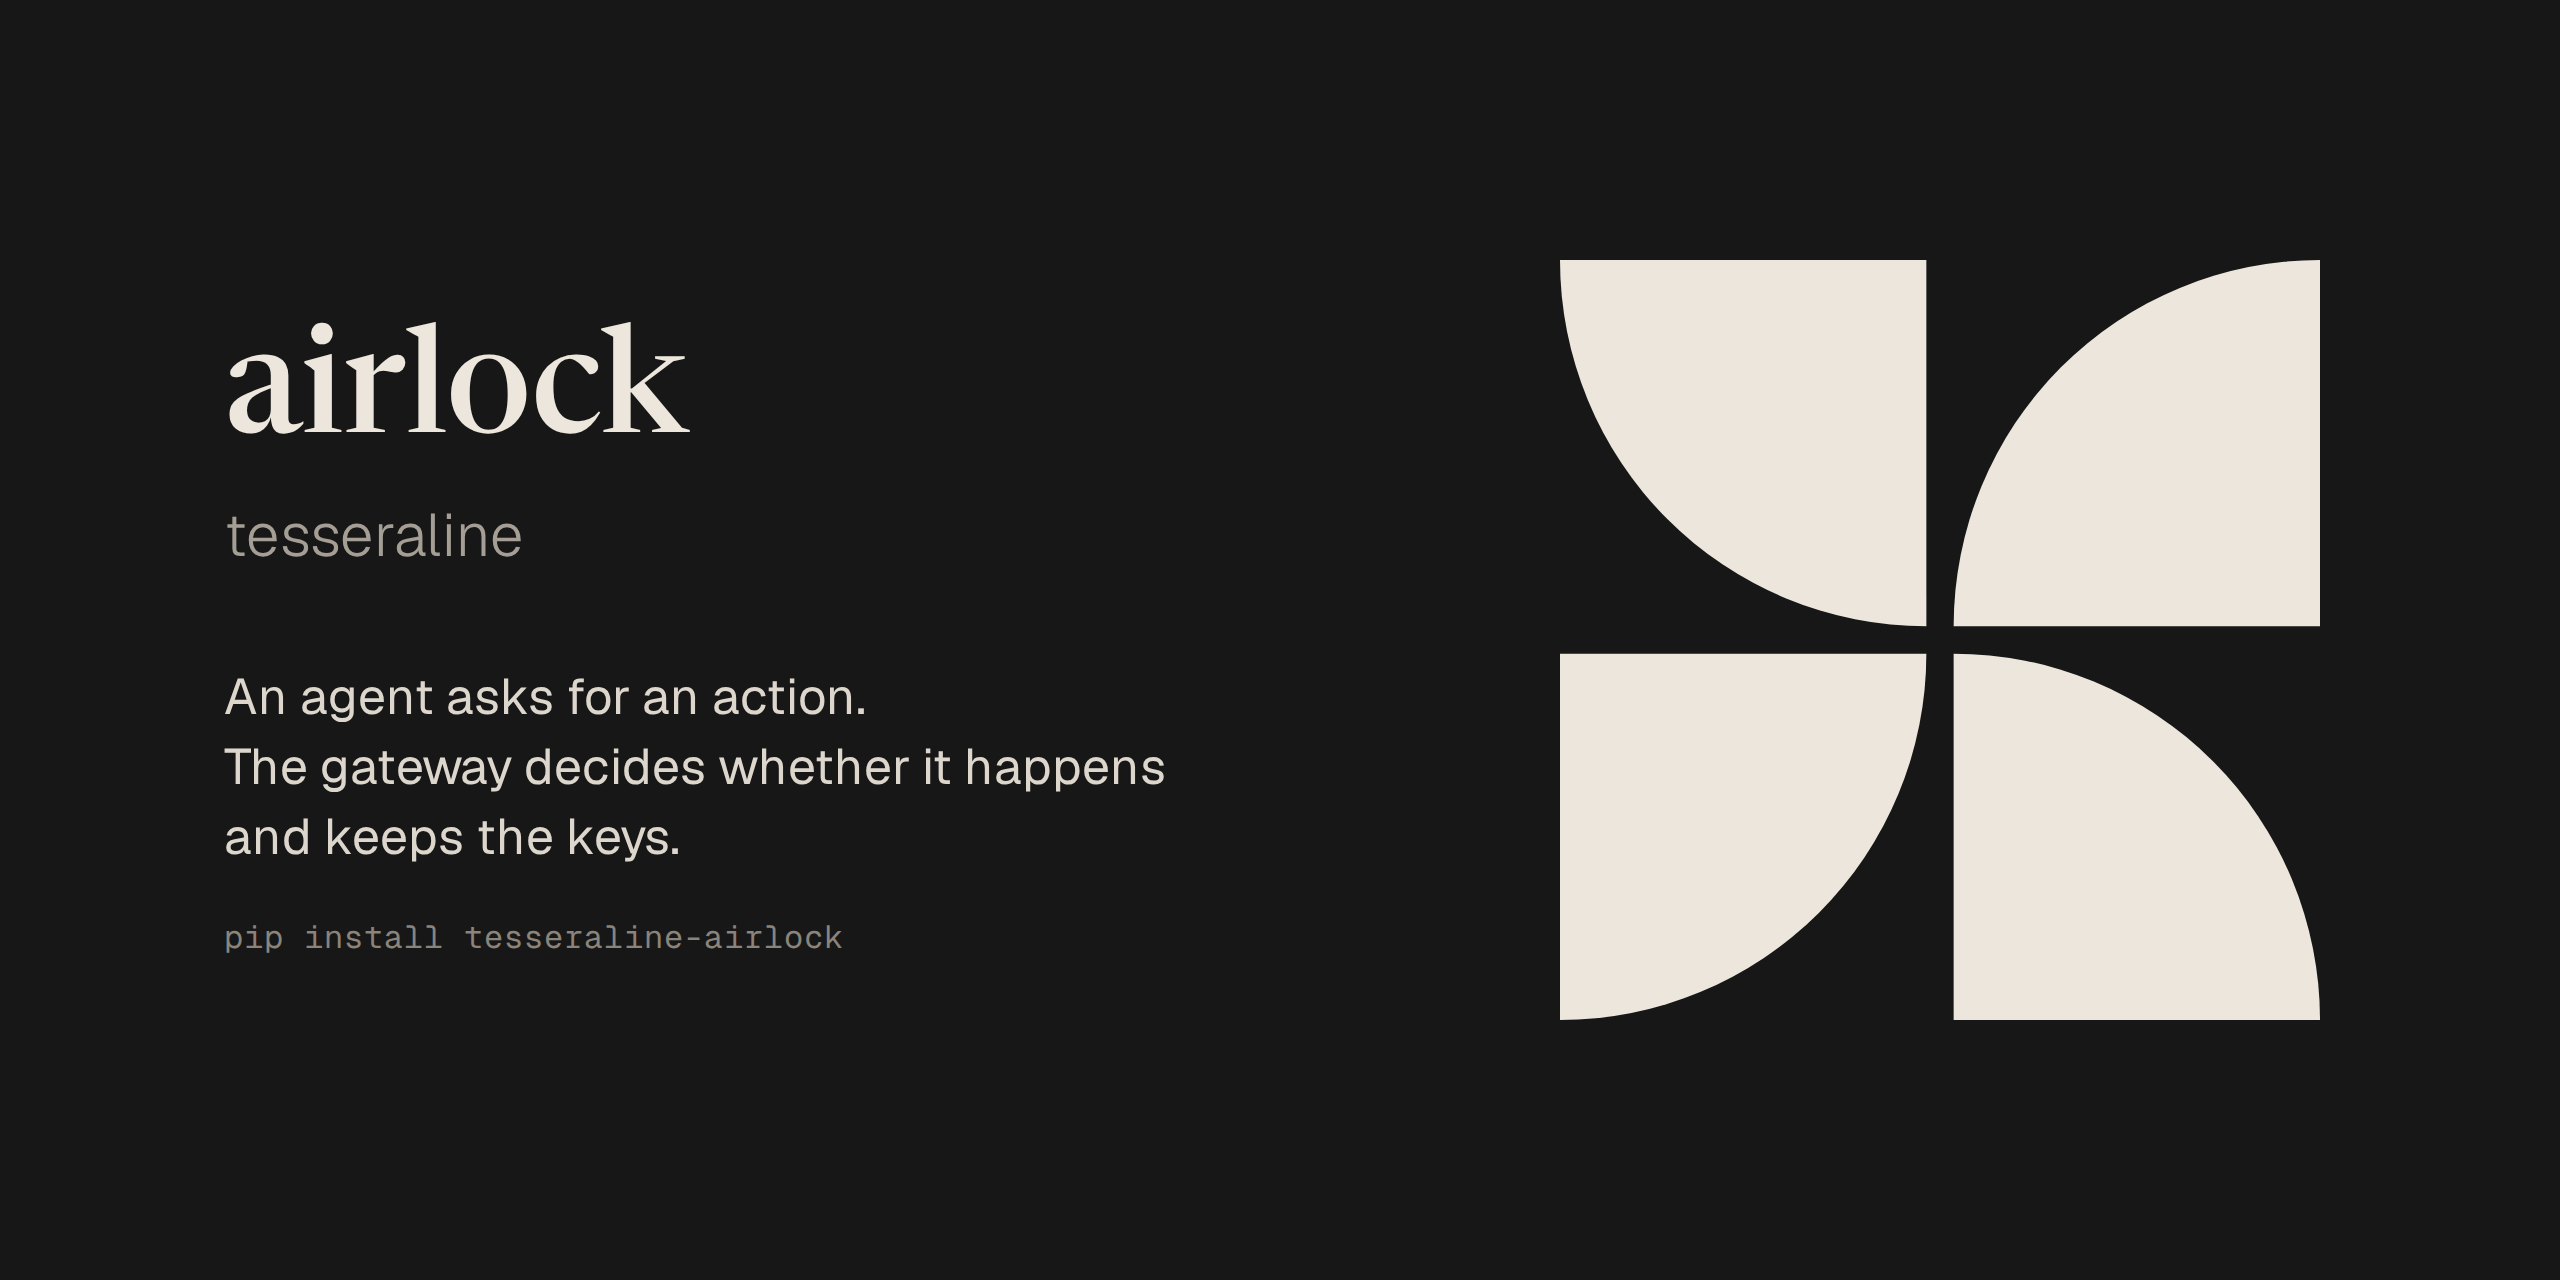 airlock
tesseraline
An agent asks for an action.
The gateway decides whether it happens
and keeps the keys.
pip install tesseraline-airlock